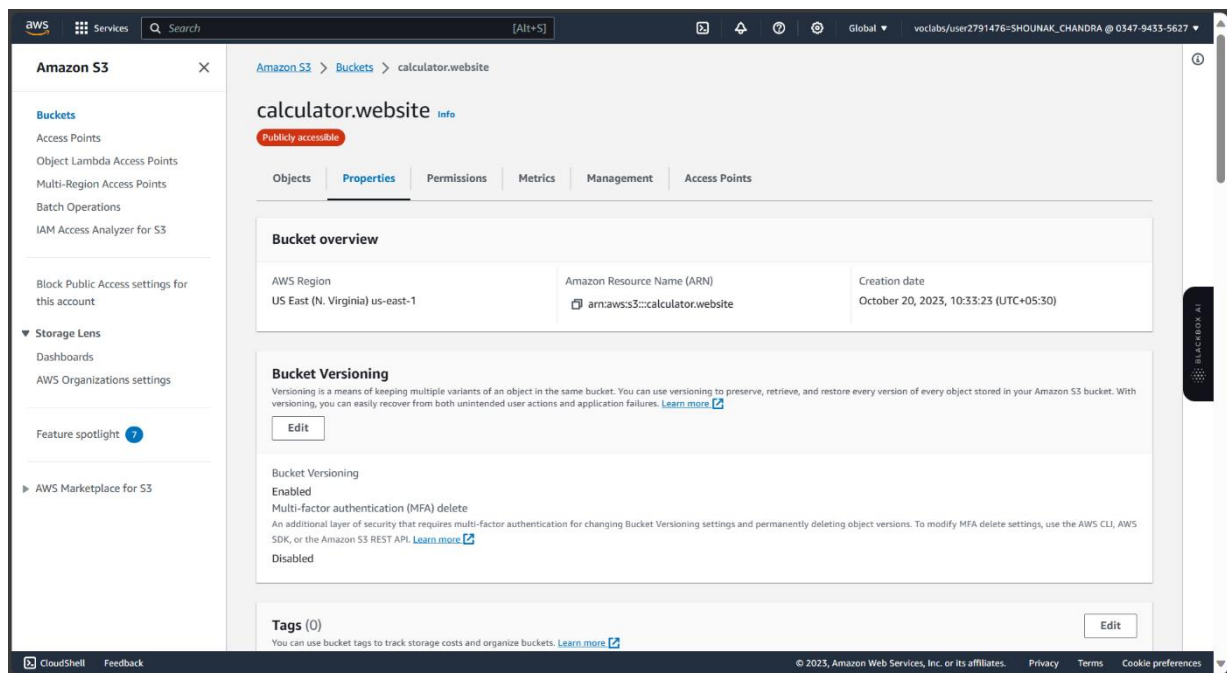 aws Services Search [Alt+S] Global voclabs/user2791476=SHOUNAK_CHANDRA @ 0347-9433-5627
Amazon S3
Buckets
Access Points
Object Lambda Access Points
Multi-Region Access Points
Batch Operations
IAM Access Analyzer for S3
Block Public Access settings for
this account
Storage Lens
Dashboards
AWS Organizations settings
Feature spotlight 7
AWS Marketplace for S3
Amazon S3 > Buckets > calculator.website
calculator.website Info
Publicly accessible
Objects Properties Permissions Metrics Management Access Points
Bucket overview
AWS Region
US East (N. Virginia) us-east-1
Amazon Resource Name (ARN)
arn:aws:s3:::calculator.website
Creation date
October 20, 2023, 10:33:23 (UTC+05:30)
Bucket Versioning
Versioning is a means of keeping multiple variants of an object in the same bucket. You can use versioning to preserve, retrieve, and restore every version of every object stored in your Amazon S3 bucket. With
versioning, you can easily recover from both unintended user actions and application failures. Learn more
Edit
Bucket Versioning
Enabled
Multi-factor authentication (MFA) delete
An additional layer of security that requires multi-factor authentication for changing Bucket Versioning settings and permanently deleting object versions. To modify MFA delete settings, use the AWS CLI, AWS
SDK, or the Amazon S3 REST API. Learn more
Disabled
Tags (0) Edit
You can use bucket tags to track storage costs and organize buckets. Learn more
BLACKBOX AI
CloudShell Feedback © 2023, Amazon Web Services, Inc. or its affiliates. Privacy Terms Cookie preferences